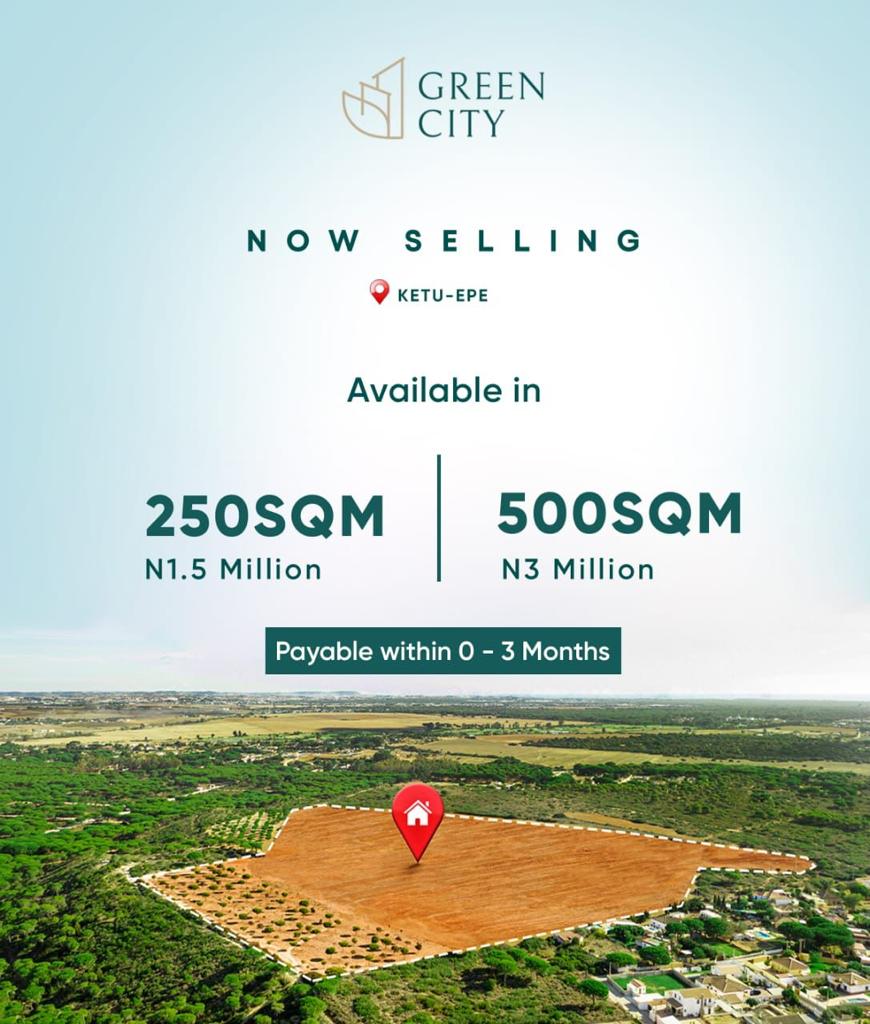 GREEN
CITY
NOW SELLING
KETU-EPE
Available in
250SQM
N1.5 Million
500SQM
N3 Million
Payable within 0 - 3 Months